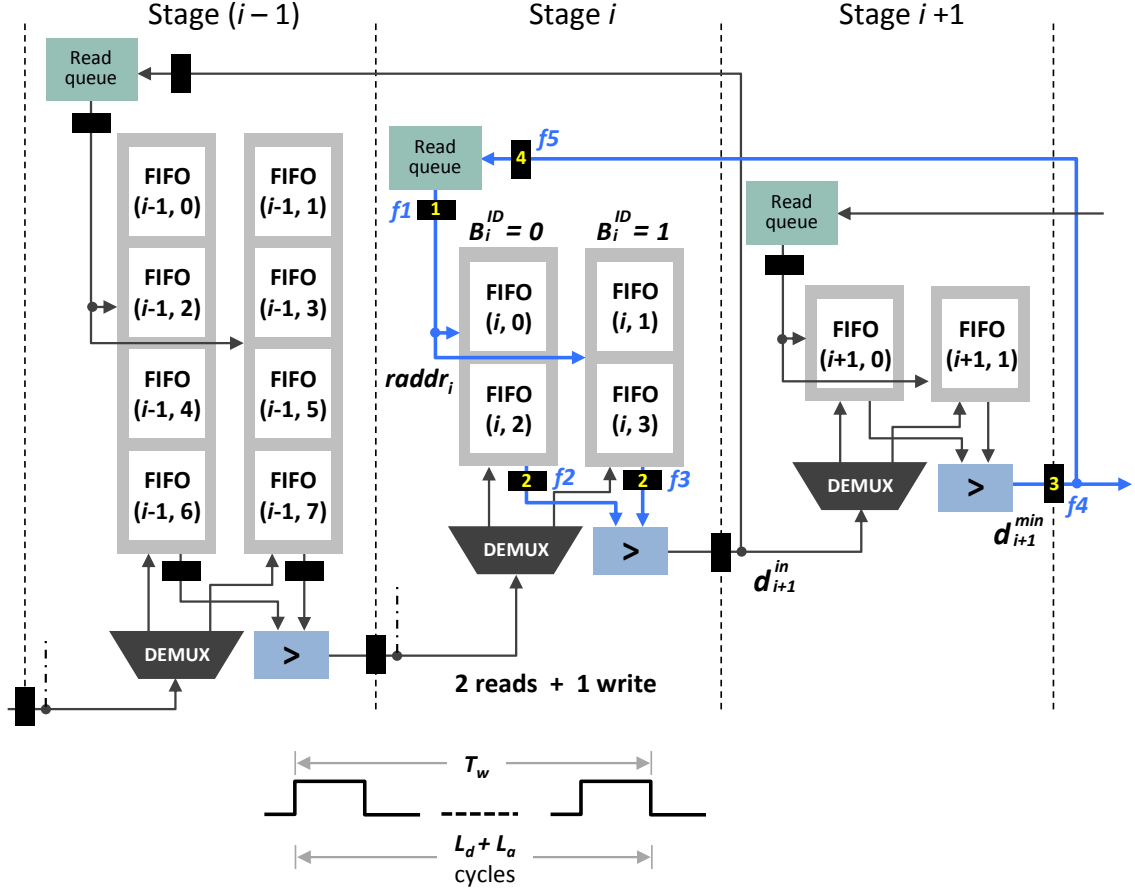 Stage (i – 1)
Stage i
Stage i +1
Read
queue
FIFO
(i-1, 0)
FIFO
(i-1, 1)
FIFO
(i-1, 2)
FIFO
(i-1, 3)
FIFO
(i-1, 4)
FIFO
(i-1, 5)
FIFO
(i-1, 6)
FIFO
(i-1, 7)
DEMUX
>
Read
queue
4
f5
f1
1
B_i^ID = 0
B_i^ID = 1
FIFO
(i, 0)
FIFO
(i, 1)
raddr_i
FIFO
(i, 2)
FIFO
(i, 3)
2
f2
2
f3
DEMUX
>
2 reads + 1 write
Read
queue
FIFO
(i+1, 0)
FIFO
(i+1, 1)
DEMUX
>
3
f4
d_i+1^min
d_i+1^in
T_w
L_d + L_a
cycles